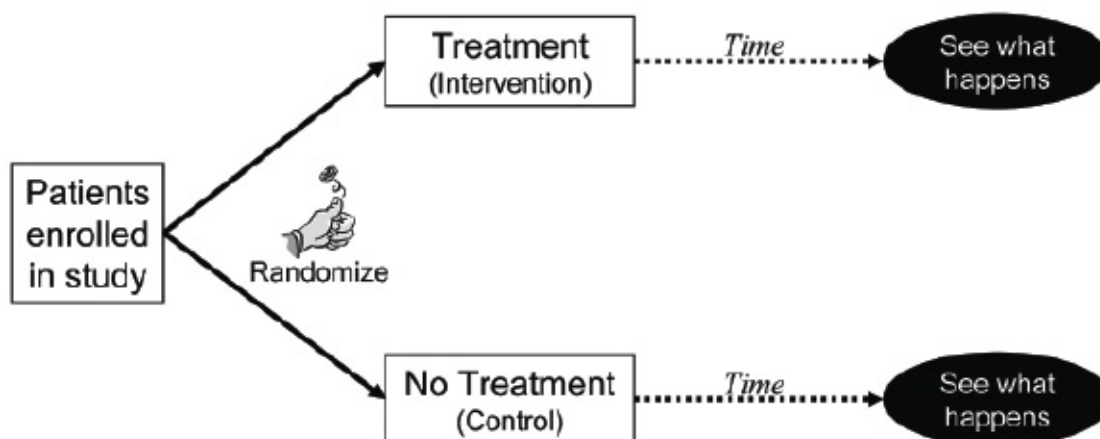 Treatment
(Intervention)
Time
See what
happens
Patients
enrolled
in study
Randomize
No Treatment
(Control)
Time
See what
happens